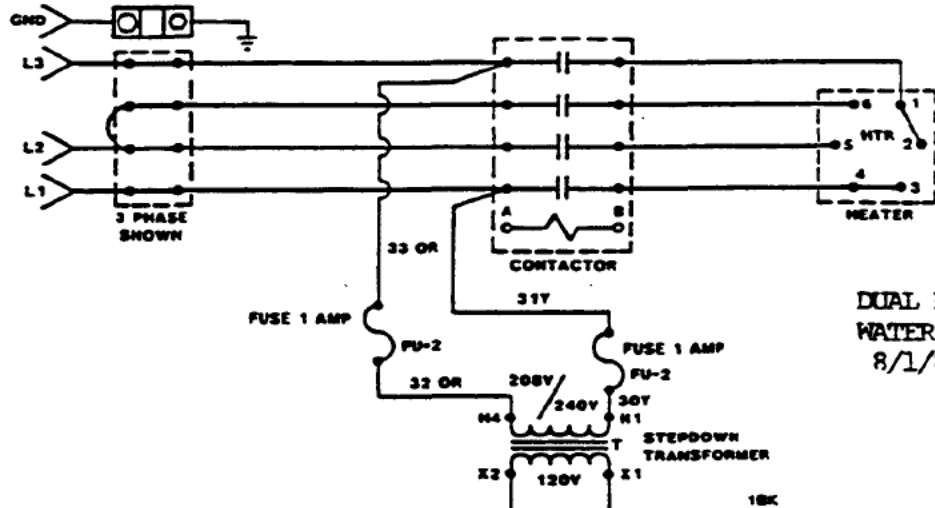 GND
L3
L2
L1
3 PHASE
SHOWN
6
1
HTR
5
2
4
3
HEATER
A
B
CONTACTOR
33 OR
31Y
FUSE 1 AMP
FU-2
FUSE 1 AMP
FU-2
32 OR
208V
240V
30Y
H4
H1
T
STEPDOWN
TRANSFORMER
X2
120V
X1
DUAL
WATER
8/1/